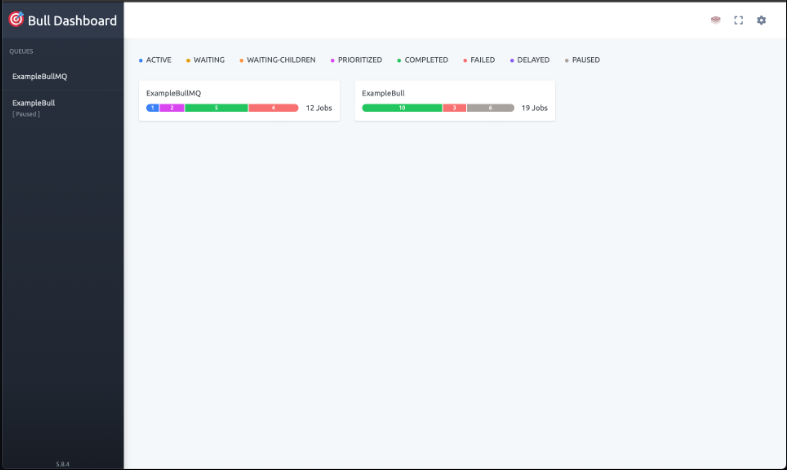 Bull Dashboard
QUEUES
ExampleBullMQ
ExampleBull
[ Paused ]
5.8.4
ACTIVE WAITING WAITING-CHILDREN PRIORITIZED COMPLETED FAILED DELAYED PAUSED
ExampleBullMQ
1 2 5 4 12 Jobs
ExampleBull
10 3 6 19 Jobs